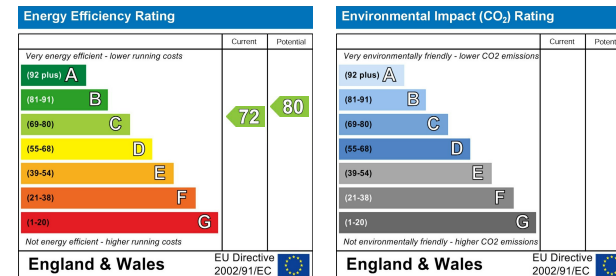 Energy Efficiency Rating
Current Potential
Very energy efficient - lower running costs
(92 plus) A
(81-91) B
(69-80) C
(55-68) D
(39-54) E
(21-38) F
(1-20) G
72
80
Not energy efficient - higher running costs
England & Wales
EU Directive
2002/91/EC
Environmental Impact (CO₂) Rating
Current Potent
Very environmentally friendly - lower CO2 emissions
(92 plus) A
(81-91) B
(69-80) C
(55-68) D
(39-54) E
(21-38) F
(1-20) G
Not environmentally friendly - higher CO2 emissions
England & Wales
EU Directive
2002/91/EC